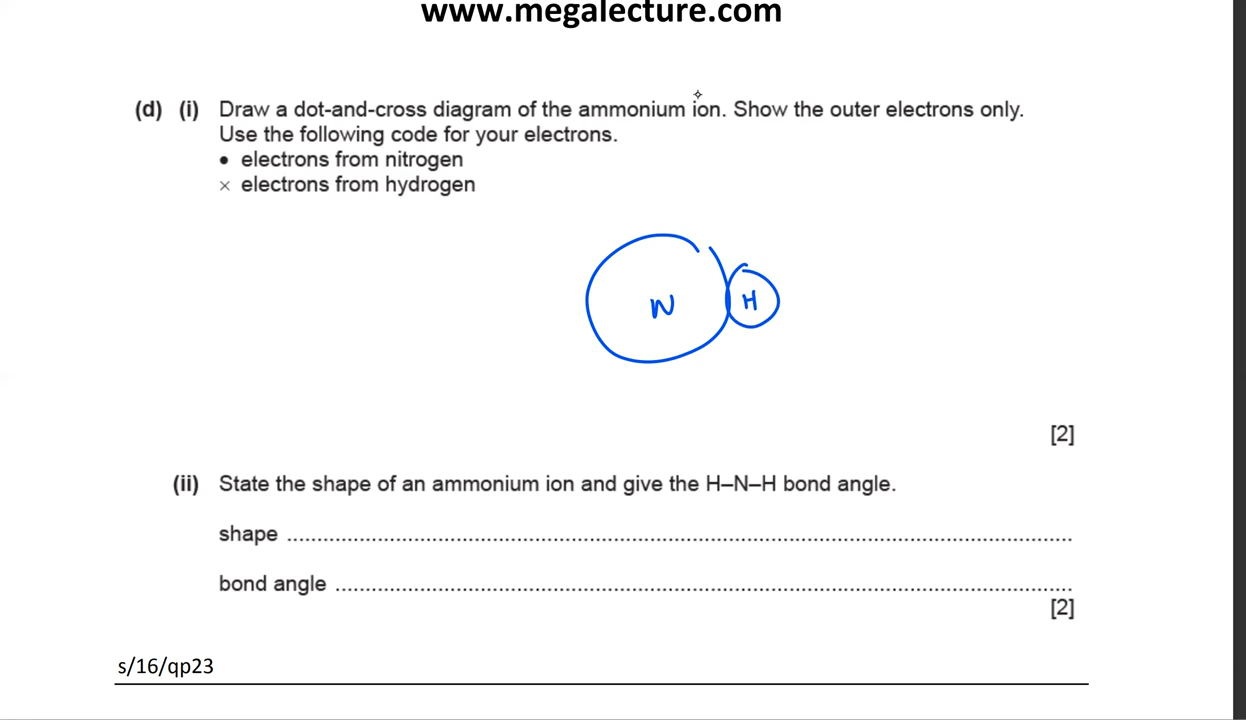 www.megalecture.com
(d) (i) Draw a dot-and-cross diagram of the ammonium ion. Show the outer electrons only.
Use the following code for your electrons.
• electrons from nitrogen
× electrons from hydrogen
N H
[2]
(ii) State the shape of an ammonium ion and give the H–N–H bond angle.
shape ..........................................................................................................................................
bond angle ..................................................................................................................................
[2]
s/16/qp23